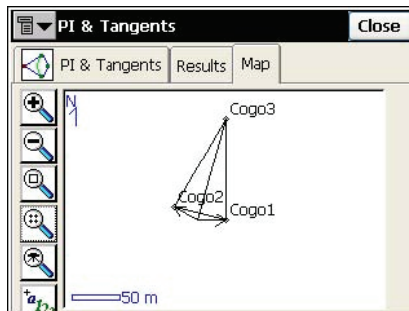 PI & Tangents
Close
PI & Tangents
Results
Map
N
Cogo3
Cogo2
Cogo1
50 m